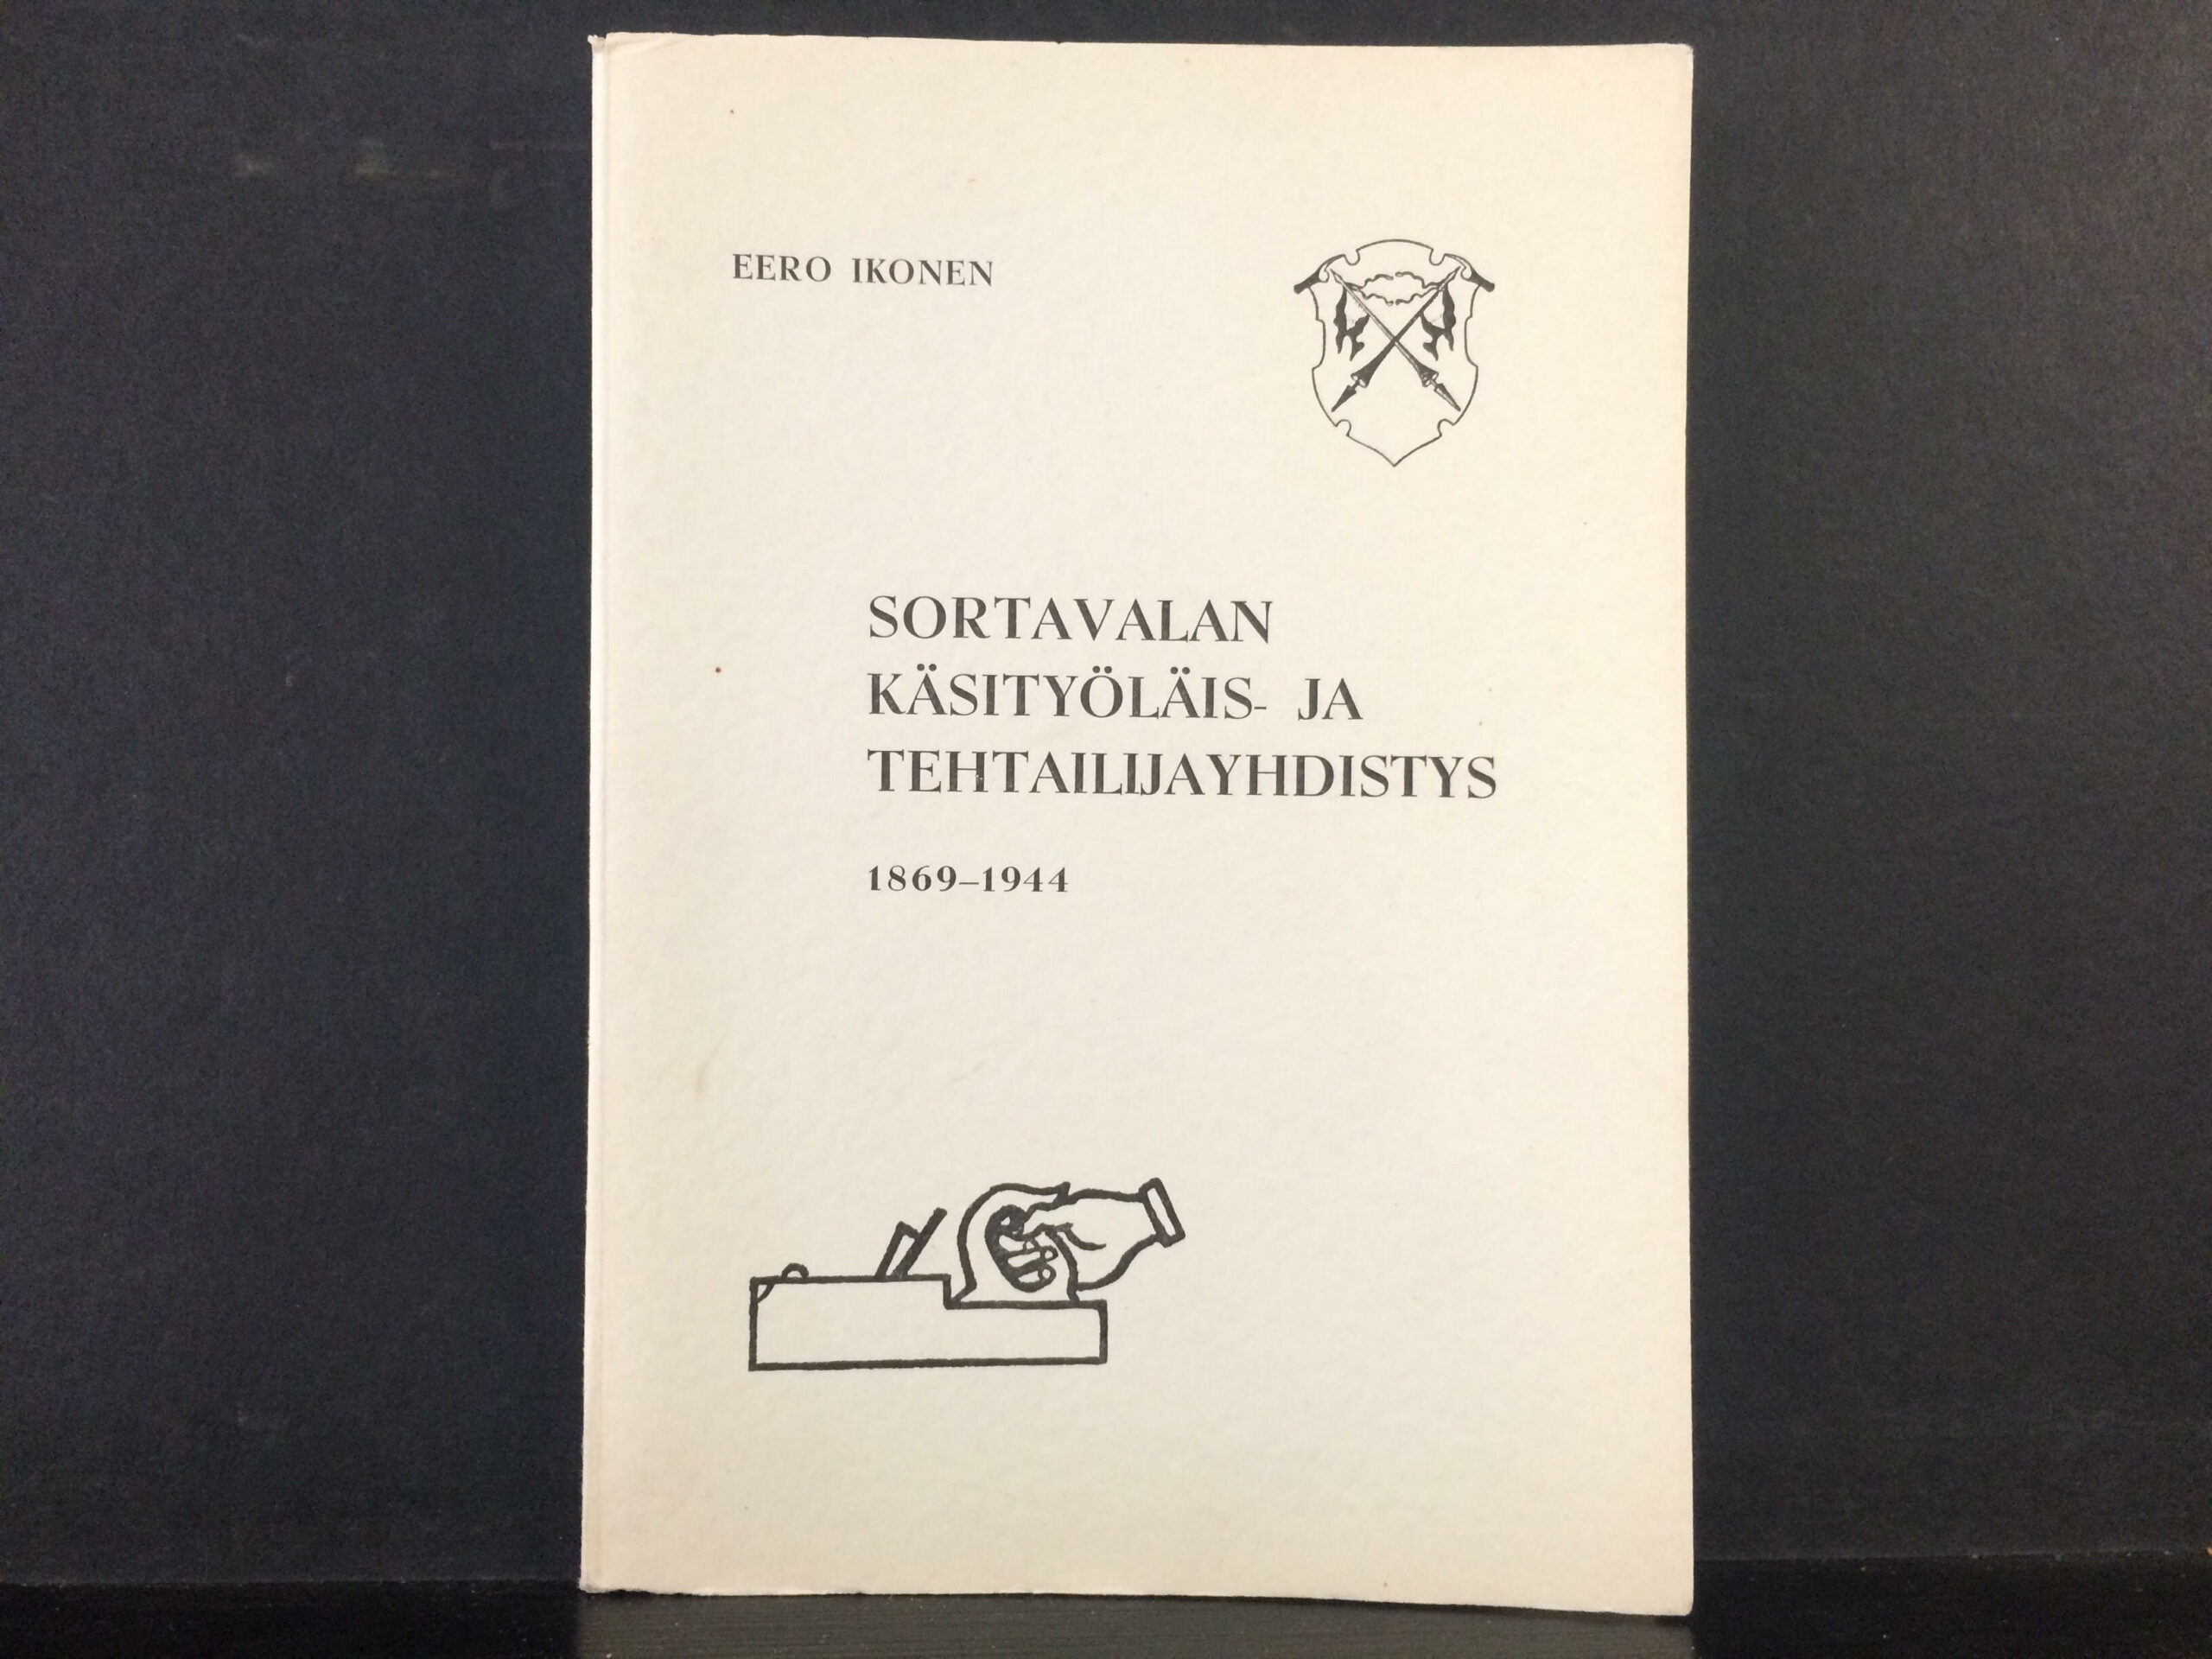 EERO IKONEN
SORTAVALAN
KÄSITYÖLÄIS- JA
TEHTAILIJAYHDISTYS
1869–1944